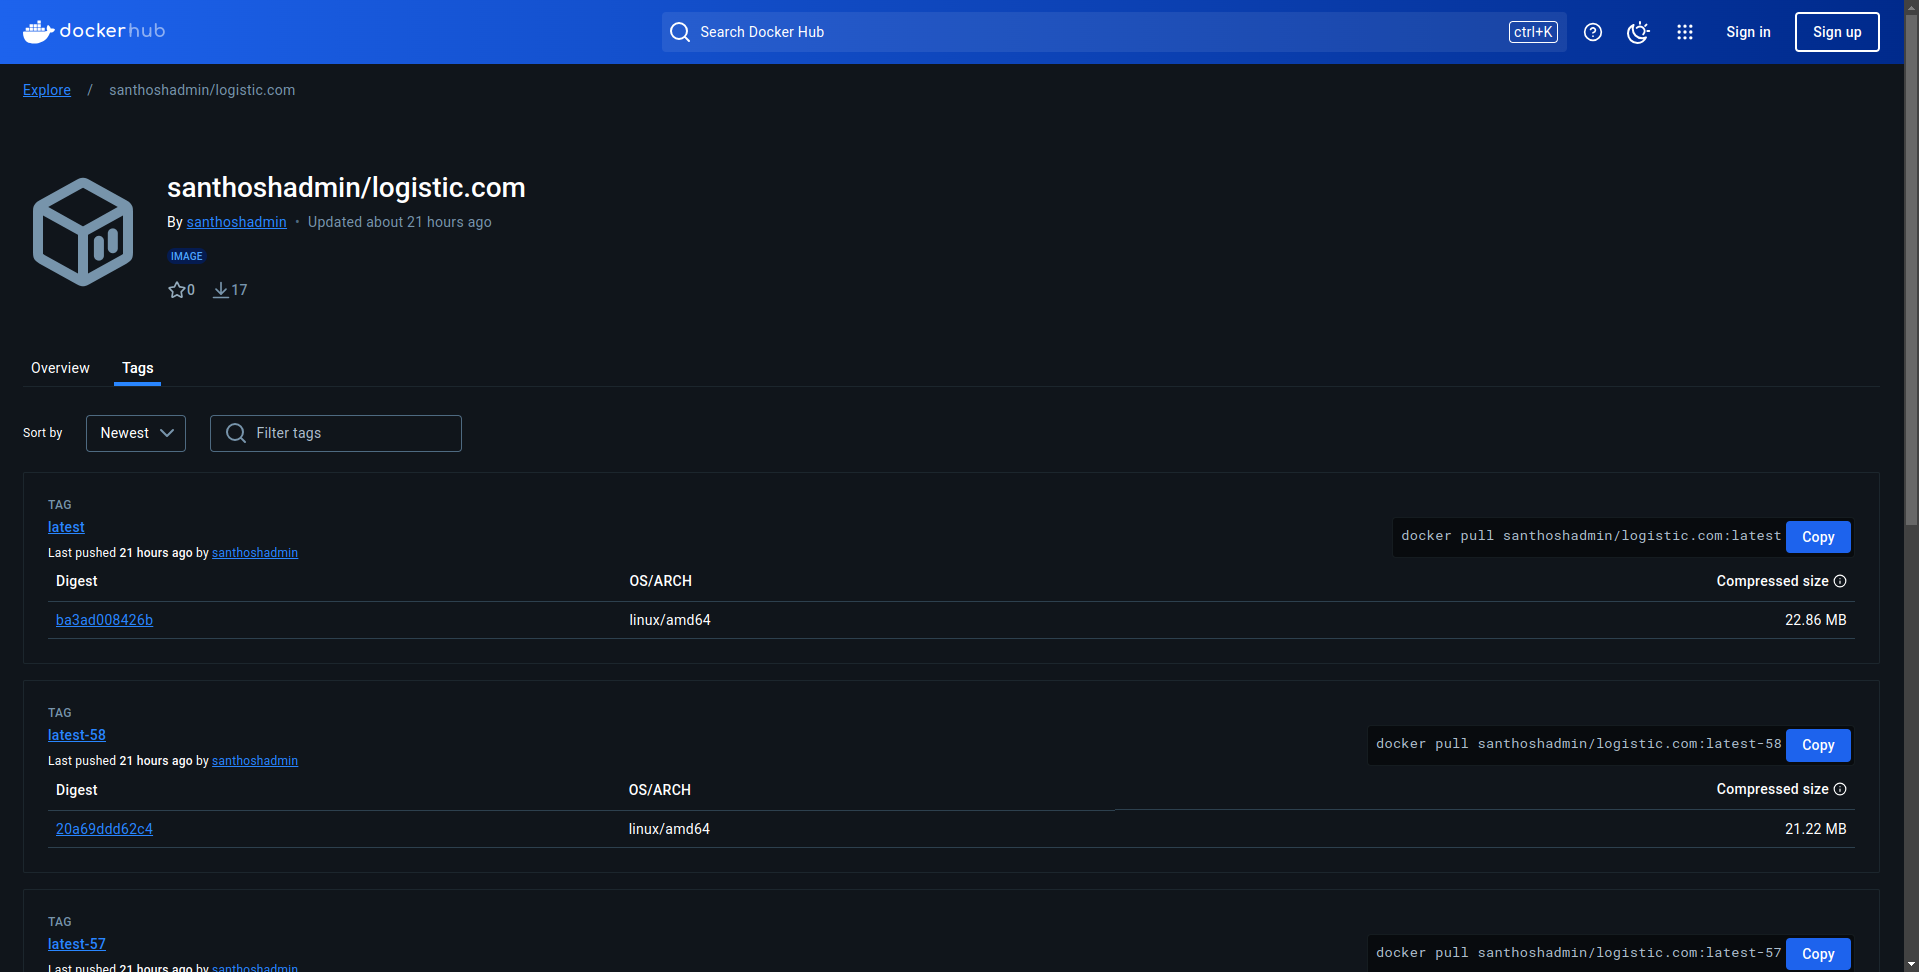 dockerhub
Search Docker Hub
ctrl+K
Sign in
Sign up
Explore / santhoshadmin/logistic.com
santhoshadmin/logistic.com
By santhoshadmin • Updated about 21 hours ago
IMAGE
0 17
Overview Tags
Sort by Newest Filter tags
TAG
latest
docker pull santhoshadmin/logistic.com:latest Copy
Last pushed 21 hours ago by santhoshadmin
Digest OS/ARCH Compressed size
ba3ad008426b linux/amd64 22.86 MB
TAG
latest-58
docker pull santhoshadmin/logistic.com:latest-58 Copy
Last pushed 21 hours ago by santhoshadmin
Digest OS/ARCH Compressed size
20a69ddd62c4 linux/amd64 21.22 MB
TAG
latest-57
docker pull santhoshadmin/logistic.com:latest-57 Copy
Last pushed 21 hours ago by santhoshadmin